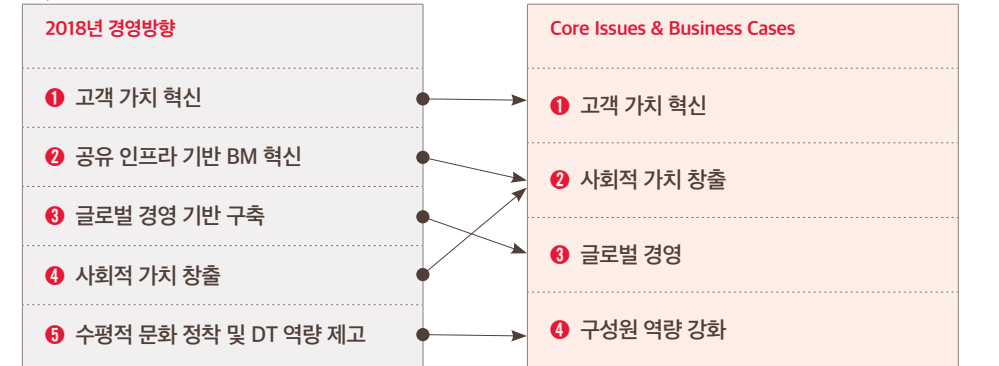 2018년 경영방향
❶ 고객 가치 혁신
❷ 공유 인프라 기반 BM 혁신
❸ 글로벌 경영 기반 구축
❹ 사회적 가치 창출
❺ 수평적 문화 정착 및 DT 역량 제고
Core Issues & Business Cases
❶ 고객 가치 혁신
❷ 사회적 가치 창출
❸ 글로벌 경영
❹ 구성원 역량 강화